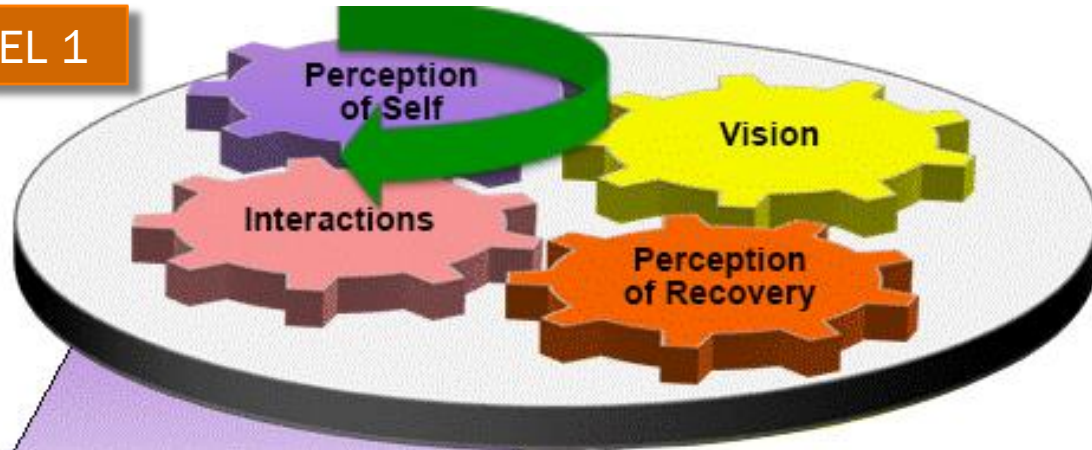 EL 1
Perception
of Self
Vision
Interactions
Perception
of Recovery